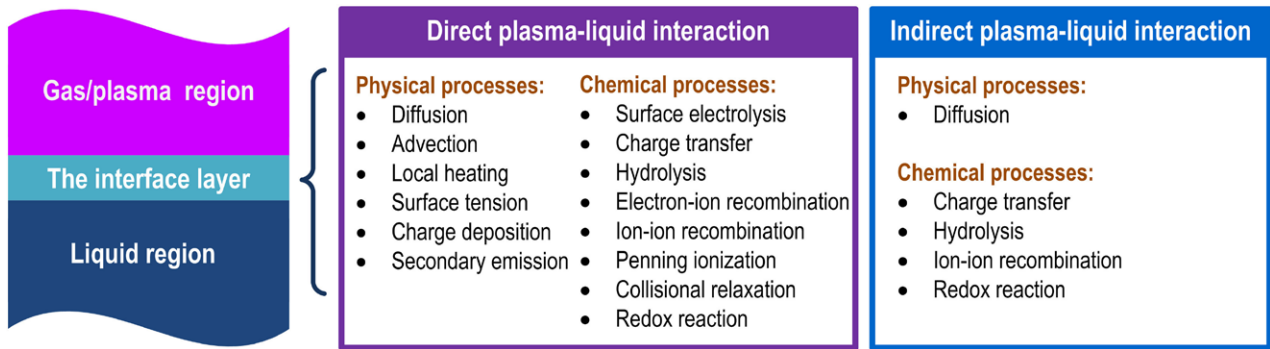 Gas/plasma region
The interface layer
Liquid region
Direct plasma-liquid interaction
Physical processes:
• Diffusion
• Advection
• Local heating
• Surface tension
• Charge deposition
• Secondary emission
Chemical processes:
• Surface electrolysis
• Charge transfer
• Hydrolysis
• Electron-ion recombination
• Ion-ion recombination
• Penning ionization
• Collisional relaxation
• Redox reaction
Indirect plasma-liquid interaction
Physical processes:
• Diffusion
Chemical processes:
• Charge transfer
• Hydrolysis
• Ion-ion recombination
• Redox reaction